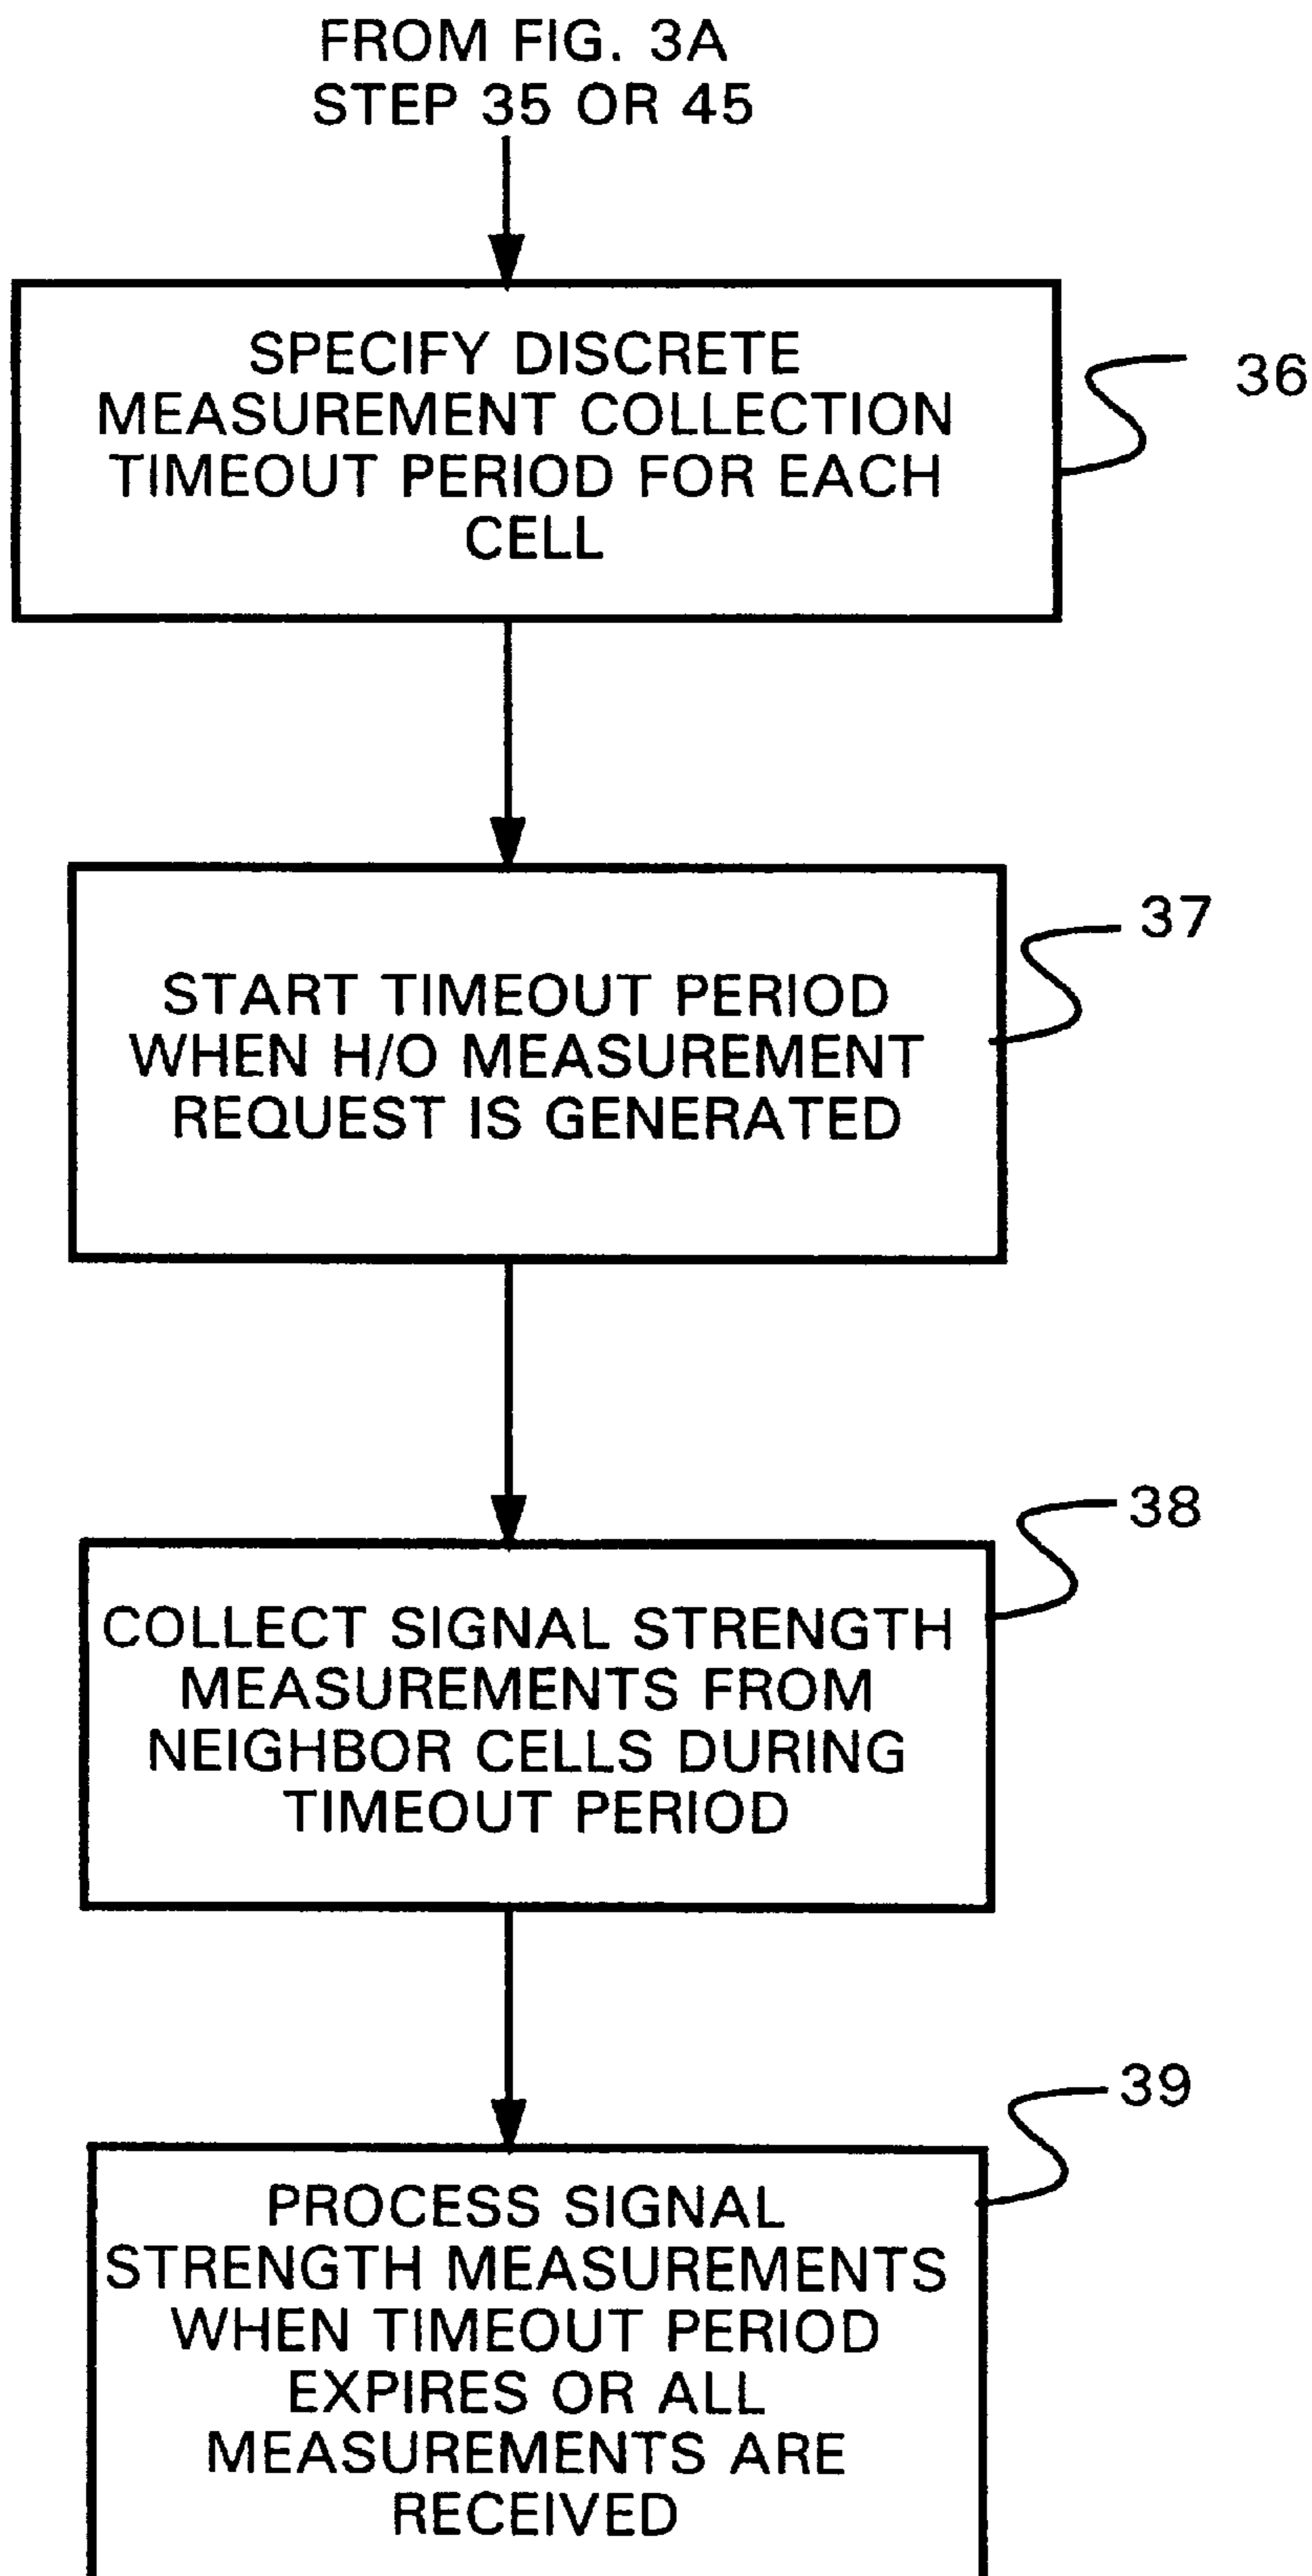 FROM FIG. 3A
STEP 35 OR 45
SPECIFY DISCRETE
MEASUREMENT COLLECTION
TIMEOUT PERIOD FOR EACH
CELL
36
START TIMEOUT PERIOD
WHEN H/O MEASUREMENT
REQUEST IS GENERATED
37
COLLECT SIGNAL STRENGTH
MEASUREMENTS FROM
NEIGHBOR CELLS DURING
TIMEOUT PERIOD
38
PROCESS SIGNAL
STRENGTH MEASUREMENTS
WHEN TIMEOUT PERIOD
EXPIRES OR ALL
MEASUREMENTS ARE
RECEIVED
39